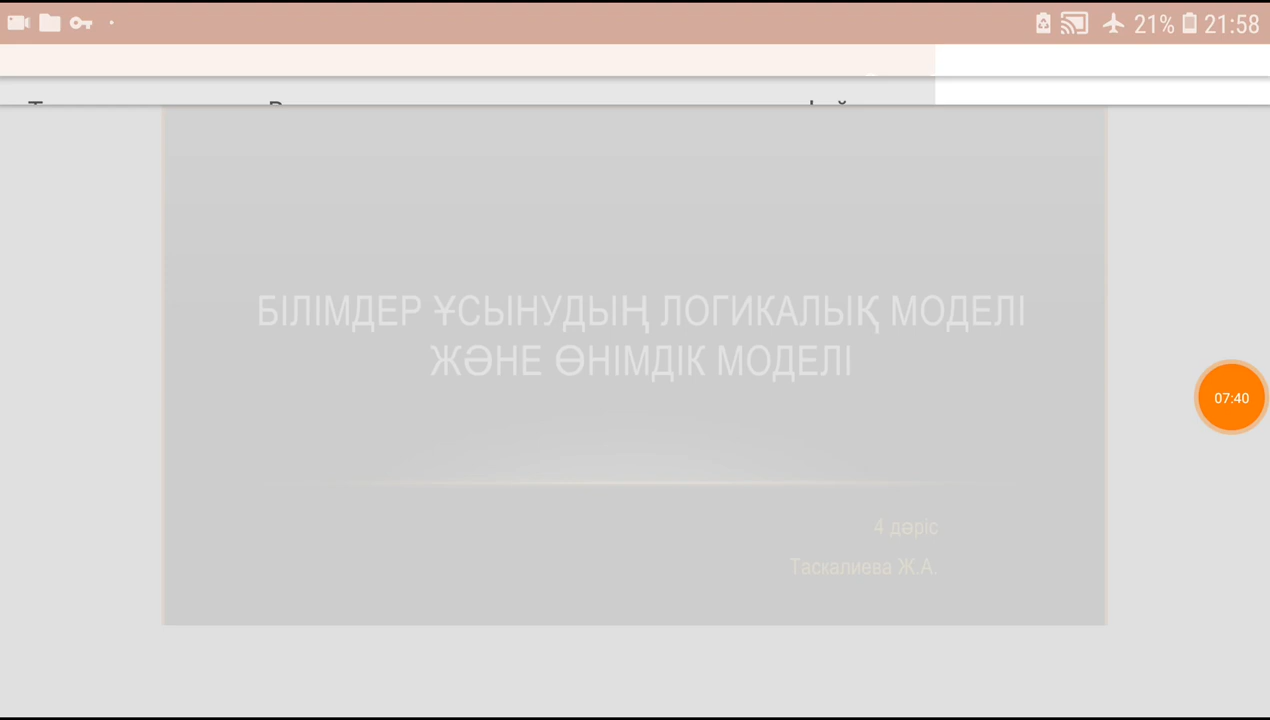 21% 21:58
БІЛІМДЕР ҰСЫНУДЫҢ ЛОГИКАЛЫҚ МОДЕЛІ
ЖӘНЕ ӨНІМДІК МОДЕЛІ
07:40
4 дәріс
Таскалиева Ж.А.